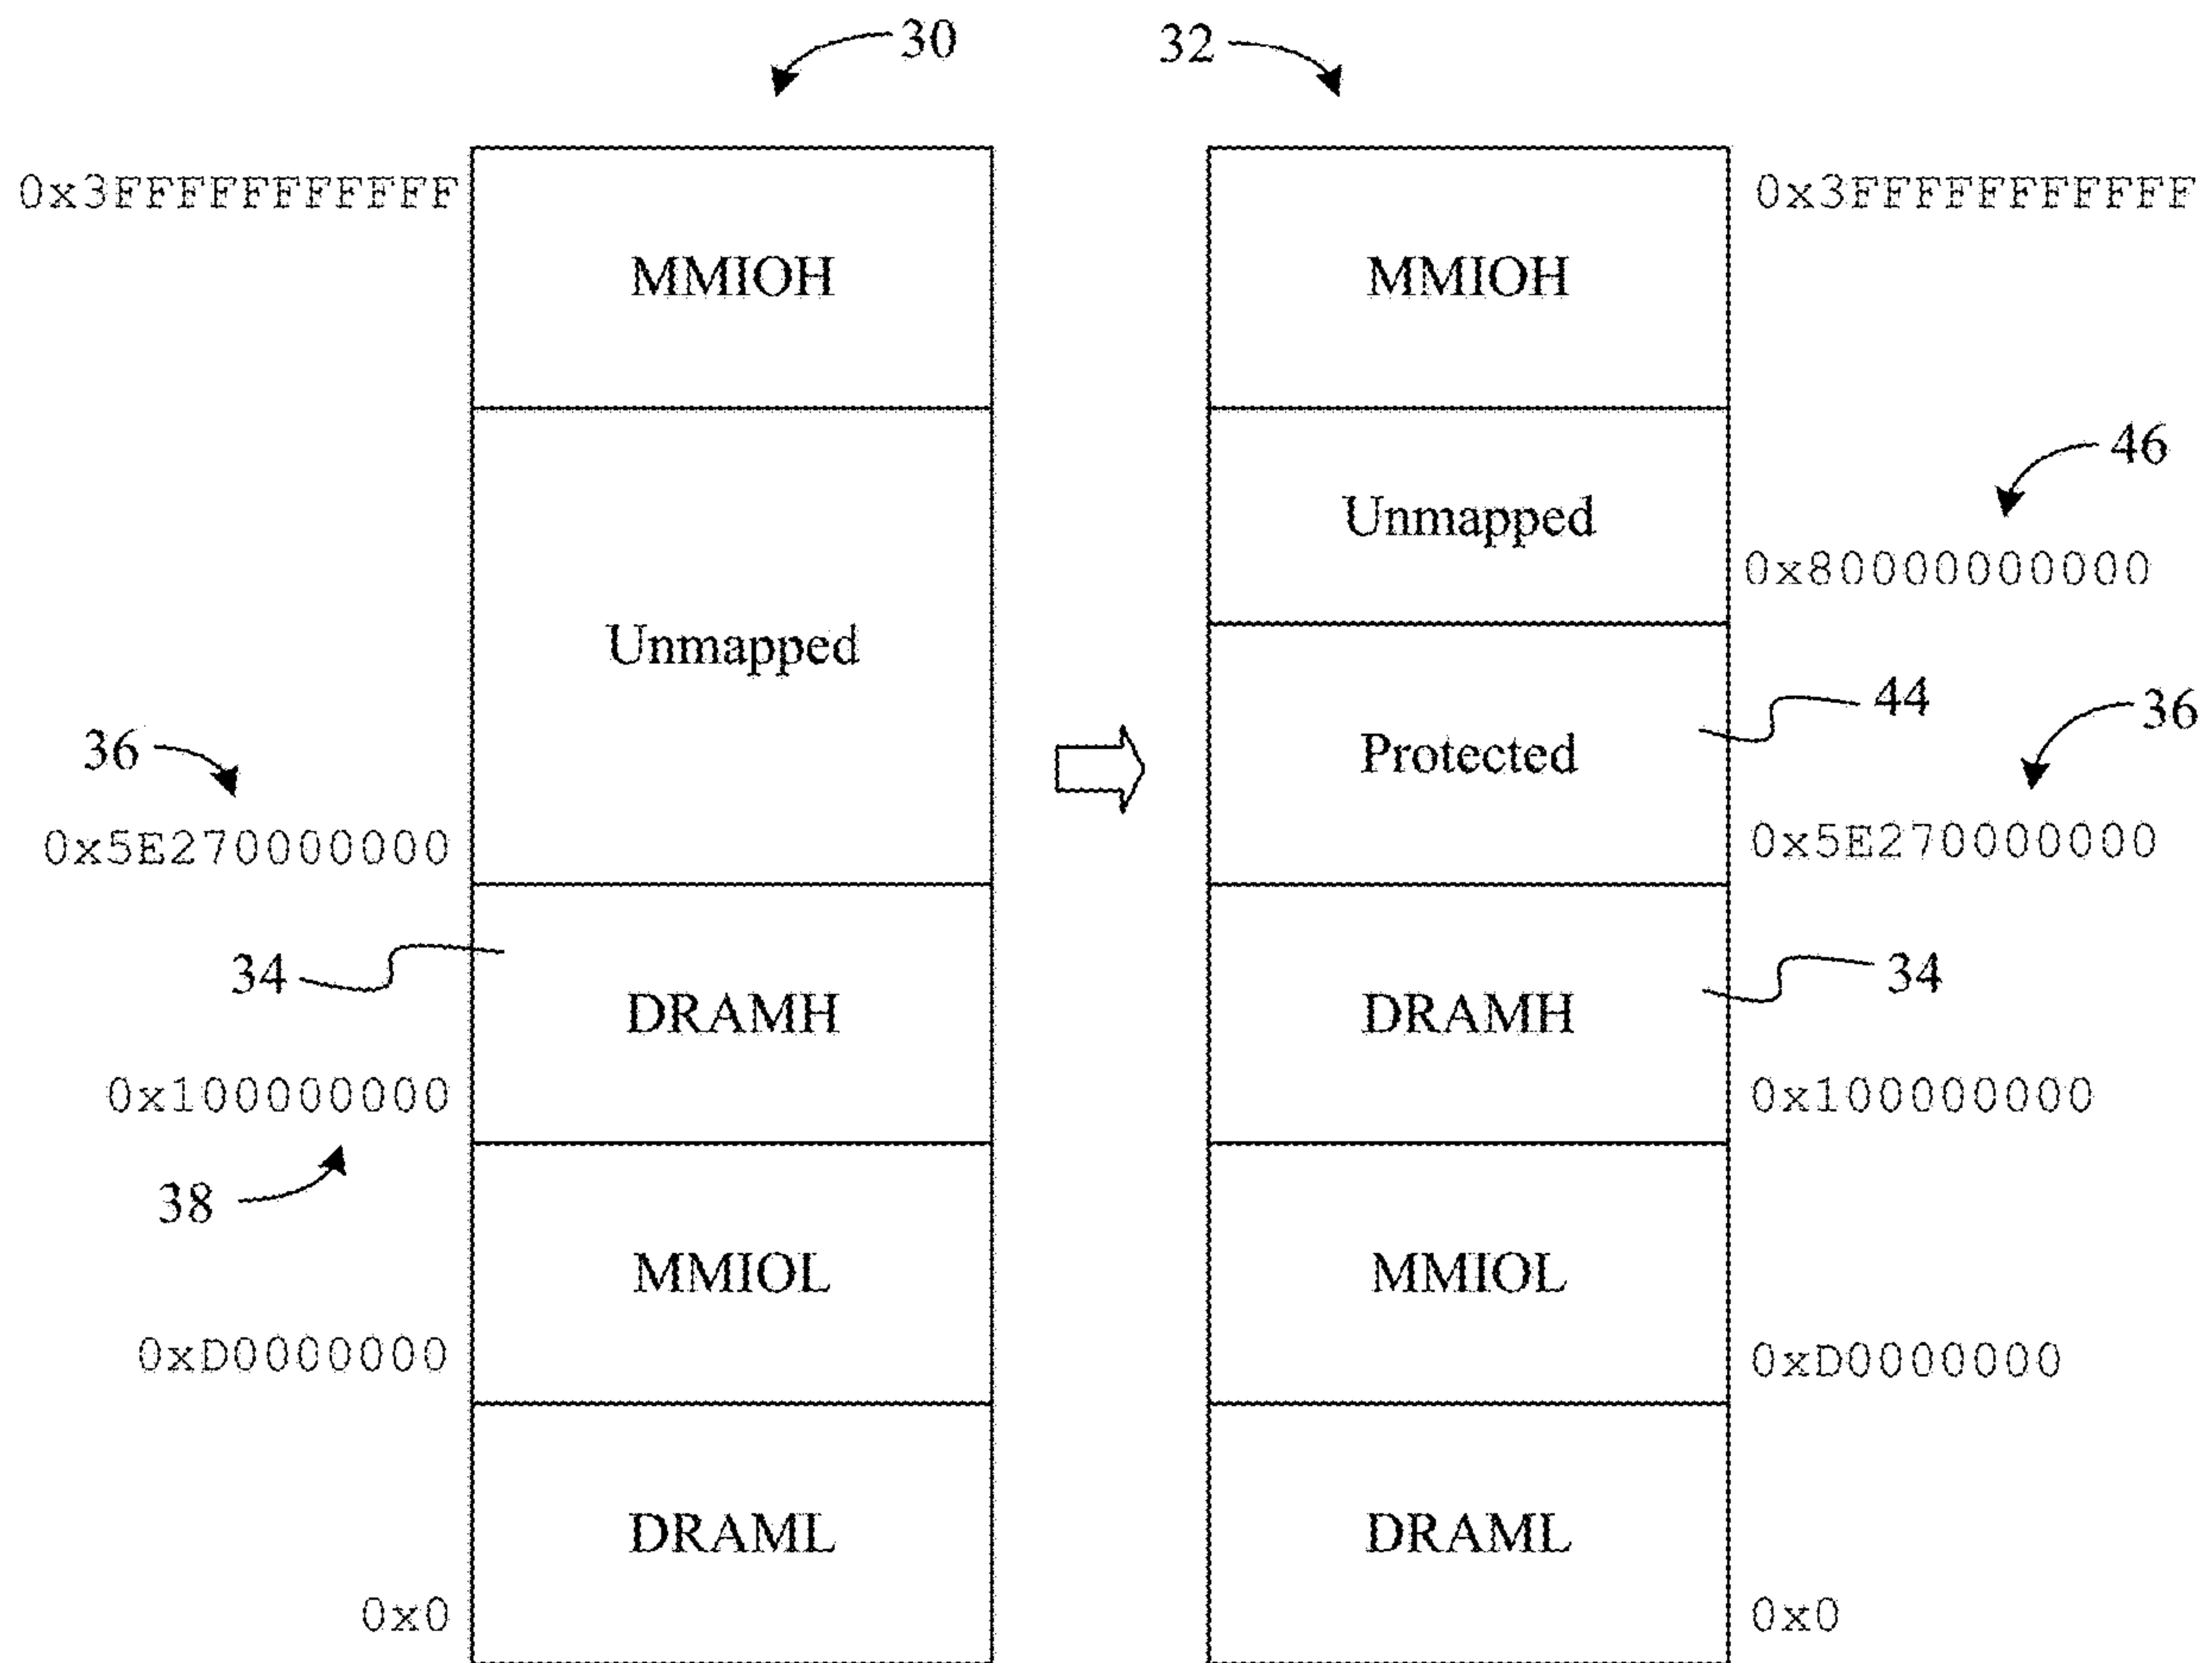 30
32
0x3FFFFFFFFFFF
MMIOH
MMIOH
0x3FFFFFFFFFFF
46
Unmapped
0x80000000000
Unmapped
44
36
36
Protected
0x5E270000000
0x5E270000000
34
34
DRAMH
DRAMH
0x100000000
0x100000000
38
MMIOL
MMIOL
0xD0000000
0xD0000000
DRAML
DRAML
0x0
0x0